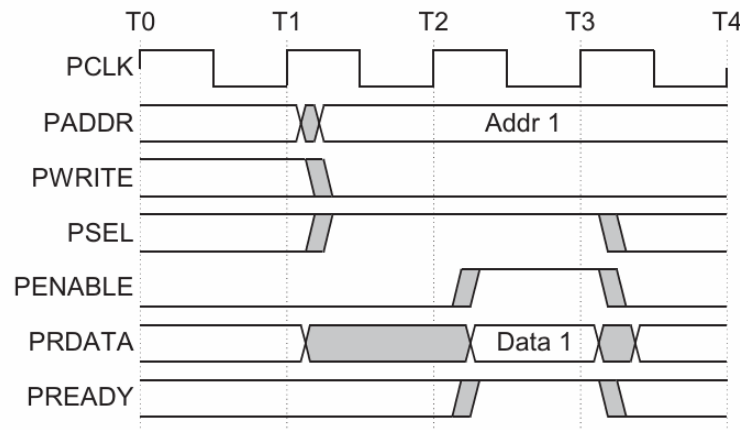 T0 T1 T2 T3 T4
PCLK
PADDR Addr 1
PWRITE
PSEL
PENABLE
PRDATA Data 1
PREADY